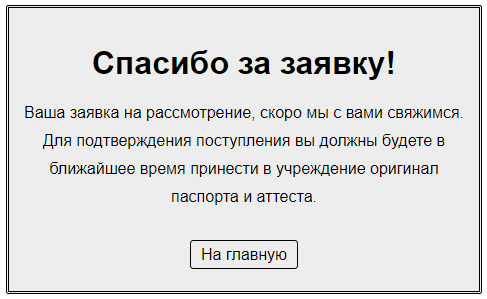 Спасибо за заявку!
Ваша заявка на рассмотрение, скоро мы с вами свяжимся.
Для подтверждения поступления вы должны будете в
ближайшее время принести в учреждение оригинал
паспорта и аттеста.
На главную